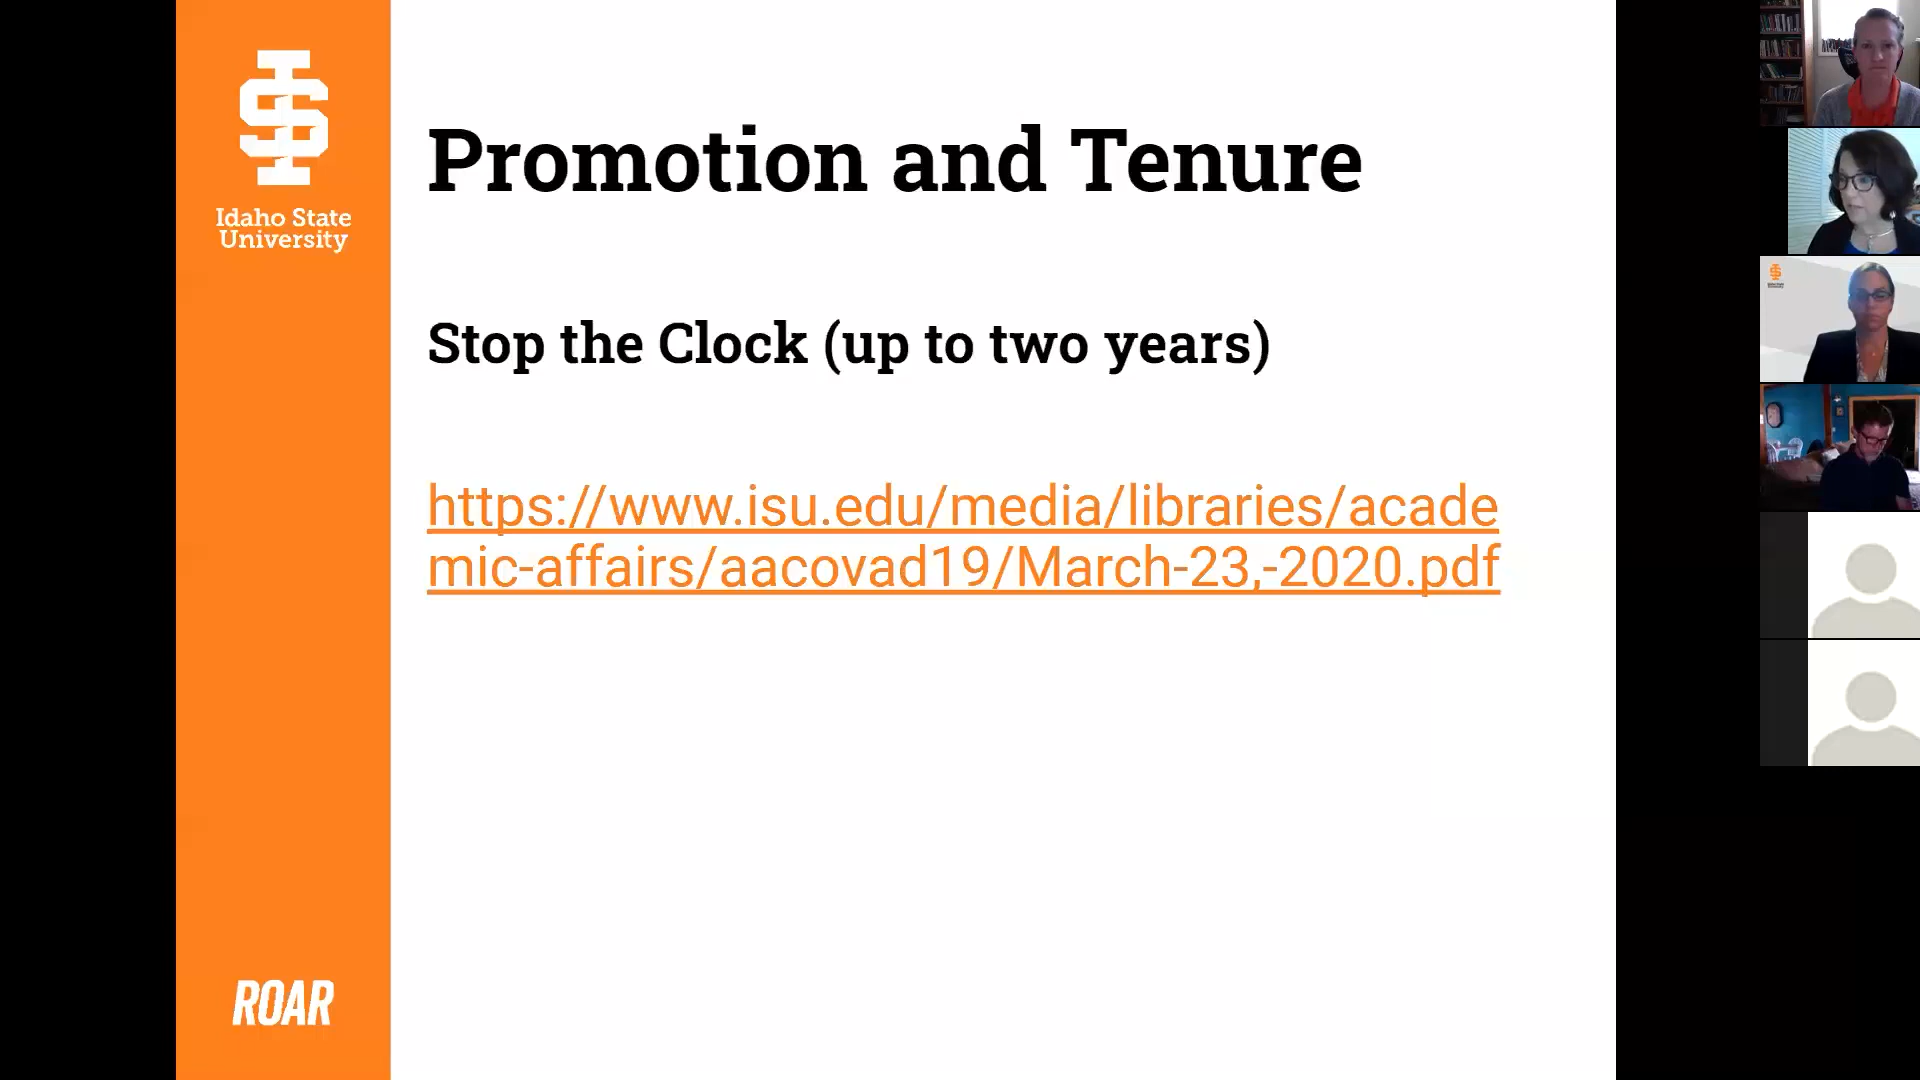 Idaho State
University
Promotion and Tenure
Stop the Clock (up to two years)
https://www.isu.edu/media/libraries/acade
mic-affairs/aacovad19/March-23,-2020.pdf
ROAR